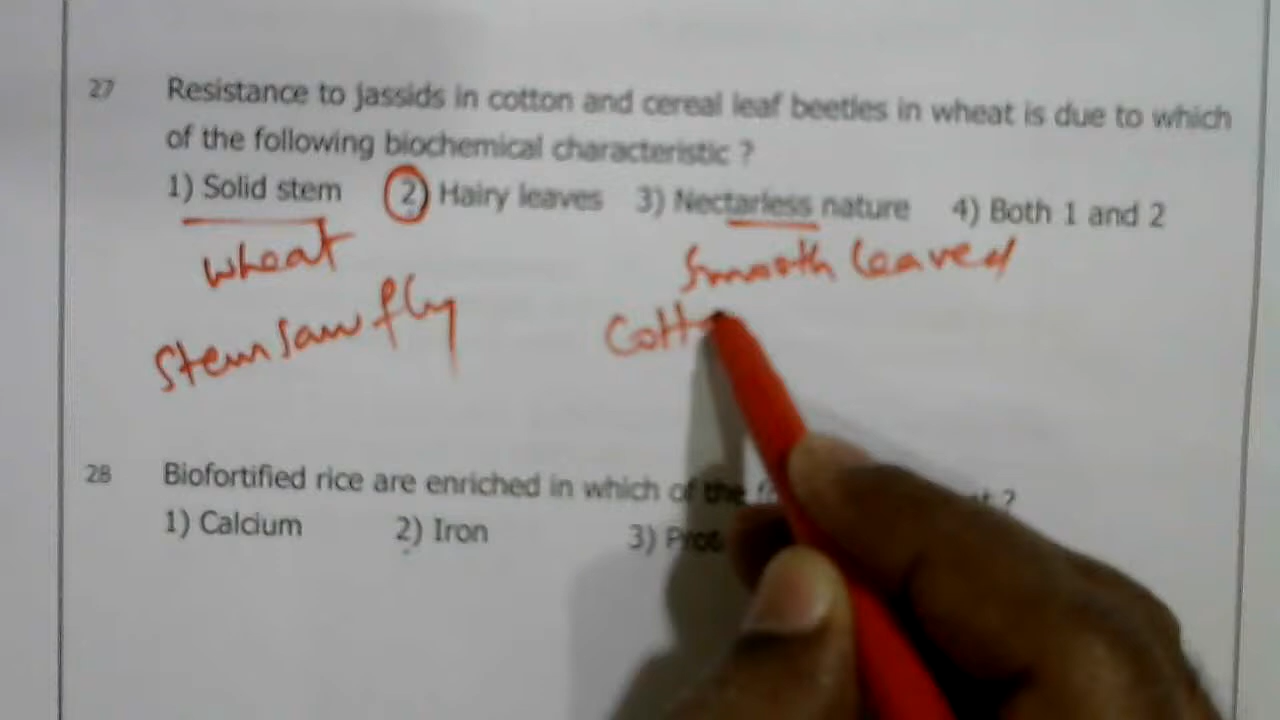 27 Resistance to jassids in cotton and cereal leaf beetles in wheat is due to which
of the following biochemical characteristic ?
1) Solid stem 2) Hairy leaves 3) Nectarless nature 4) Both 1 and 2
wheat
Smooth leaved
Stem saw fly
Cotto
28 Biofortified rice are enriched in which of the ?
1) Calcium 2) Iron 3)